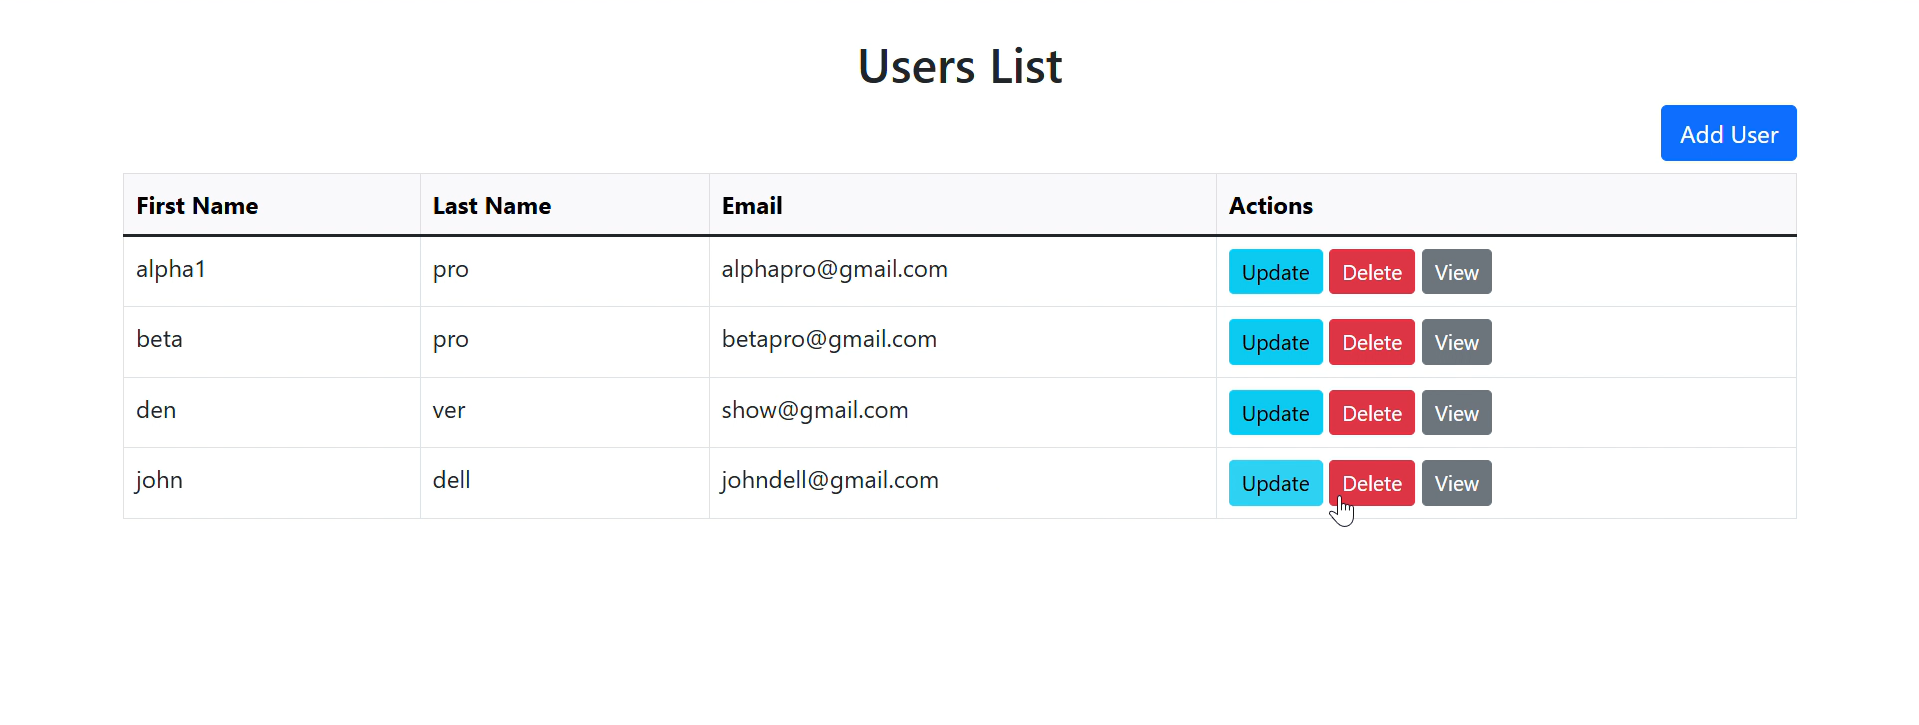 Users List
Add User
First Name Last Name Email Actions
alpha1 pro alphapro@gmail.com Update Delete View
beta pro betapro@gmail.com Update Delete View
den ver show@gmail.com Update Delete View
john dell johndell@gmail.com Update Delete View